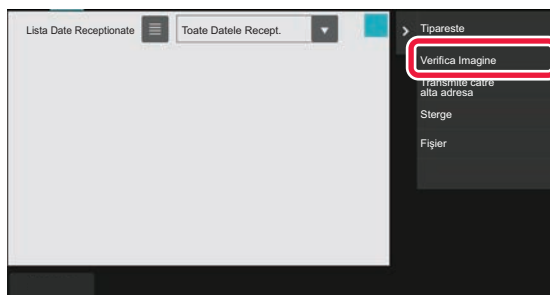 Lista Date Receptionate
Toate Datele Recept.
Tipareste
Verifica Imagine
Transmite catre
alta adresa
Sterge
Fişier